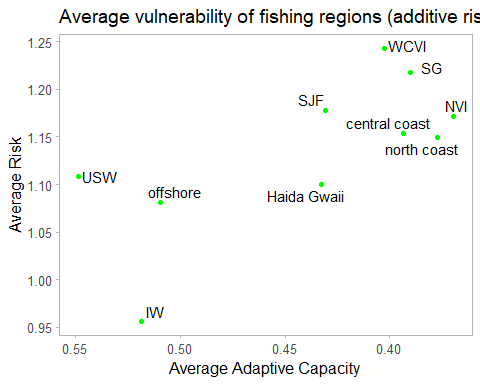 Average vulnerability of fishing regions (additive ris
1.25
1.20
1.15
1.10
1.05
1.00
0.95
Average Risk
WCVI
SG
SJF
NVI
central coast
north coast
USW
offshore
Haida Gwaii
IW
0.55 0.50 0.45 0.40
Average Adaptive Capacity